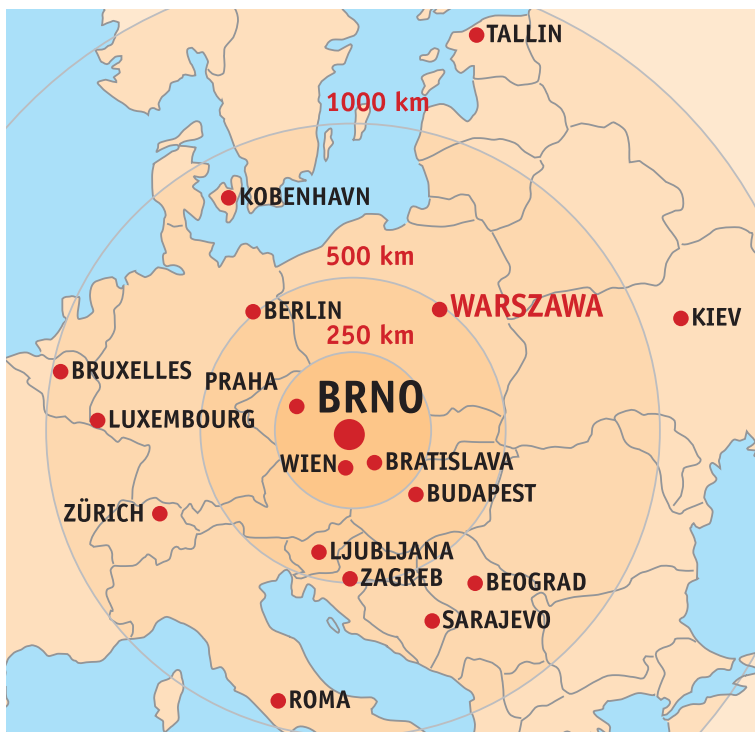 TALLIN
1000 km
KOBENHAVN
500 km
WARSZAWA
BERLIN
KIEV
250 km
BRUXELLES
PRAHA
BRNO
LUXEMBOURG
WIEN
BRATISLAVA
BUDAPEST
ZÜRICH
LJUBLJANA
ZAGREB
BEOGRAD
SARAJEVO
ROMA